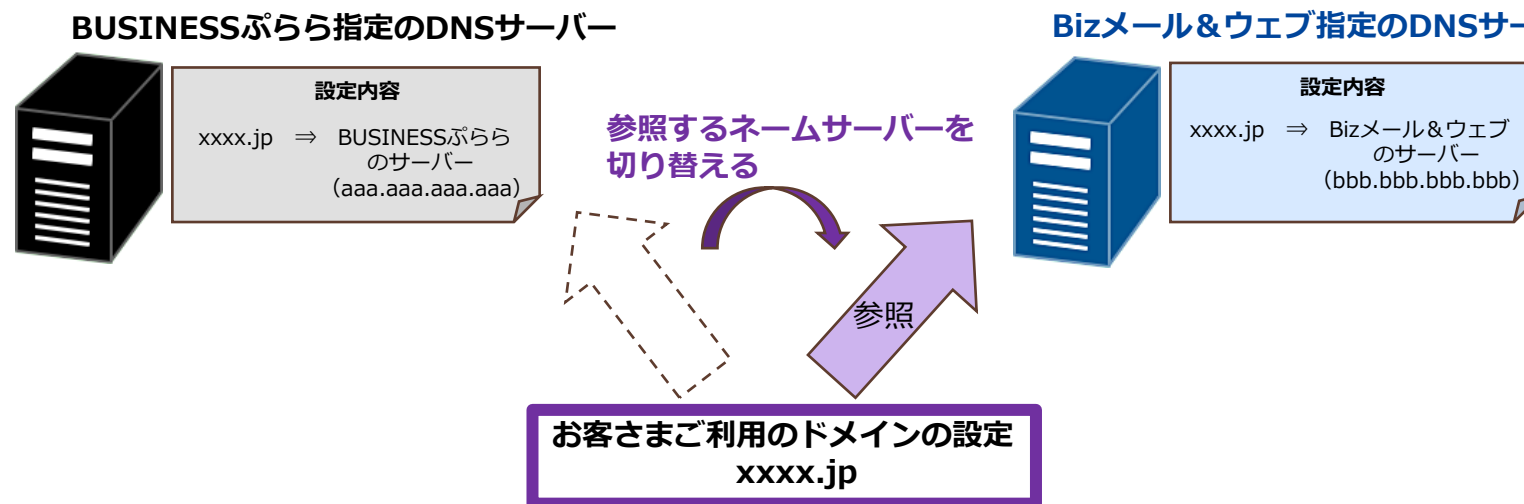 BUSINESSぷらら指定のDNSサーバー
設定内容
xxxx.jp ⇒ BUSINESSぷらら
のサーバー
（aaa.aaa.aaa.aaa）
参照するネームサーバーを
切り替える
Bizメール＆ウェブ指定のDNSサー
設定内容
xxxx.jp ⇒ Bizメール＆ウェブ
のサーバー
（bbb.bbb.bbb.bbb）
参照
お客さまご利用のドメインの設定
xxxx.jp